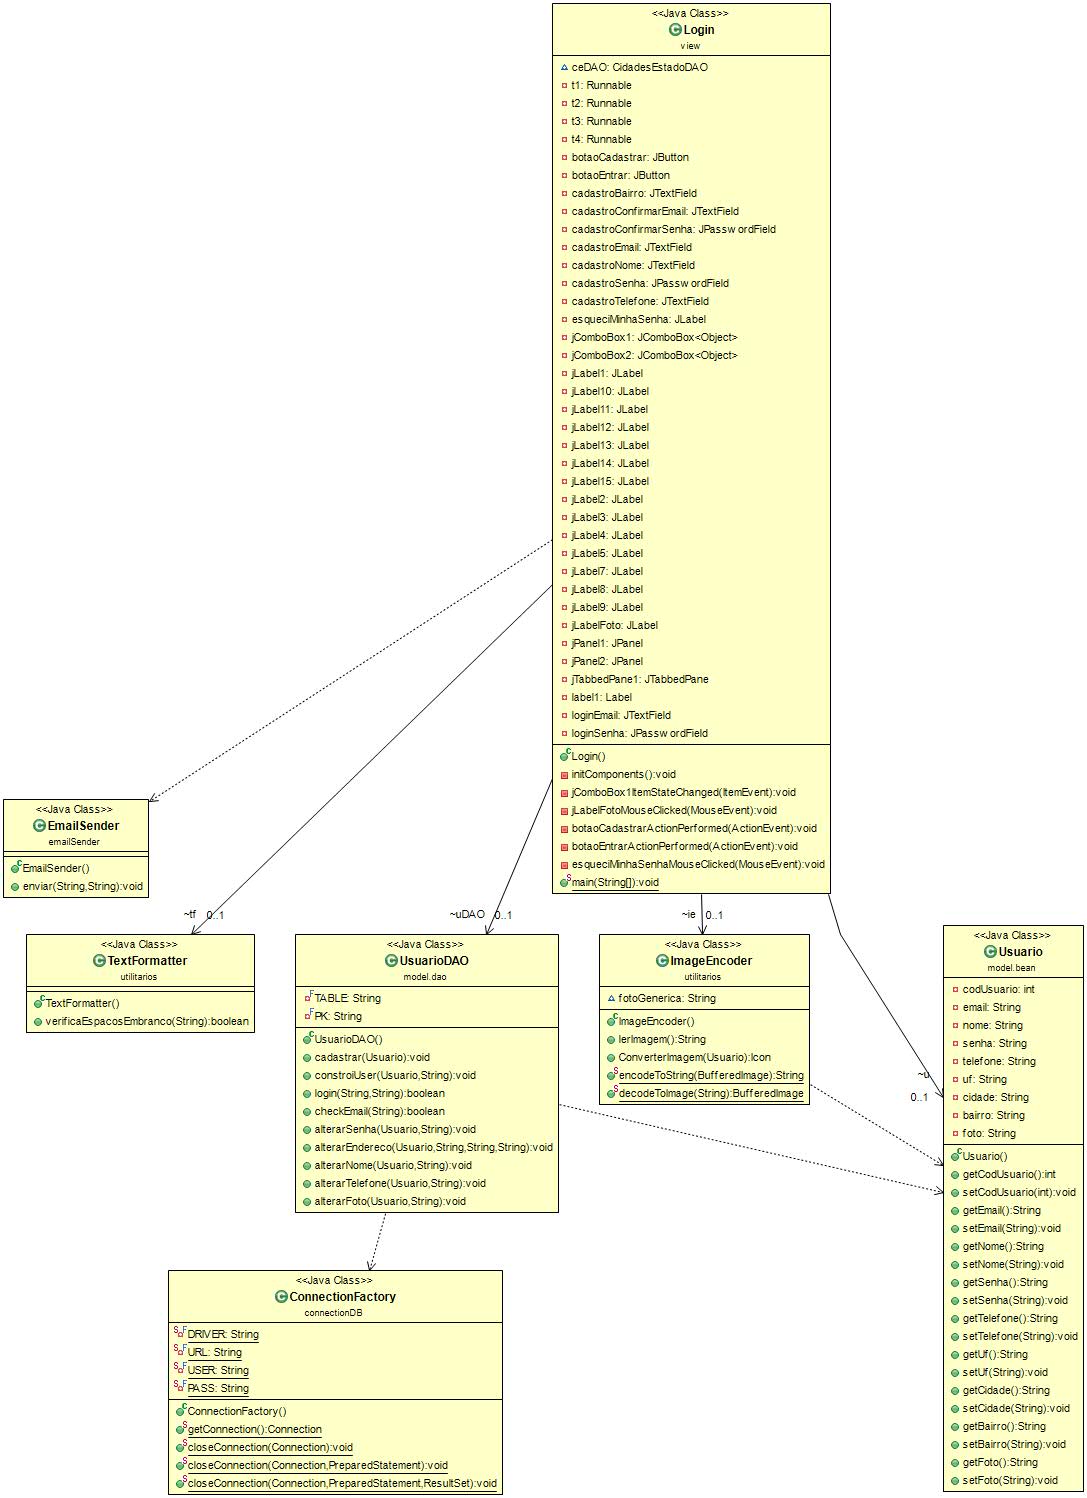 <<Java Class>>
Login
view
ceDAO: CidadesEstadoDAO
t1: Runnable
t2: Runnable
t3: Runnable
t4: Runnable
botaoCadastrar: JButton
botaoEntrar: JButton
cadastroBairro: JTextField
cadastroConfirmarEmail: JTextField
cadastroConfirmarSenha: JPasswordField
cadastroEmail: JTextField
cadastroNome: JTextField
cadastroSenha: JPasswordField
cadastroTelefone: JTextField
esqueciMinhaSenha: JLabel
jComboBox1: JComboBox<Object>
jComboBox2: JComboBox<Object>
jLabel1: JLabel
jLabel10: JLabel
jLabel11: JLabel
jLabel12: JLabel
jLabel13: JLabel
jLabel14: JLabel
jLabel15: JLabel
jLabel2: JLabel
jLabel3: JLabel
jLabel4: JLabel
jLabel5: JLabel
jLabel7: JLabel
jLabel8: JLabel
jLabel9: JLabel
jLabelFoto: JLabel
jPanel1: JPanel
jPanel2: JPanel
jTabbedPane1: JTabbedPane
label1: Label
loginEmail: JTextField
loginSenha: JPasswordField
Login()
initComponents():void
jComboBox1ItemStateChanged(ItemEvent):void
jLabelFotoMouseClicked(MouseEvent):void
botaoCadastrarActionPerformed(ActionEvent):void
botaoEntrarActionPerformed(ActionEvent):void
esqueciMinhaSenhaMouseClicked(MouseEvent):void
main(String[]):void
<<Java Class>>
EmailSender
emailSender
EmailSender()
enviar(String,String):void
~tf 0..1
~uDAO 0..1
~ie 0..1
~u
0..1
<<Java Class>>
TextFormatter
utilitarios
TextFormatter()
verificaEspacosEmbranco(String):boolean
<<Java Class>>
UsuarioDAO
model.dao
TABLE: String
PK: String
UsuarioDAO()
cadastrar(Usuario):void
constroiUser(Usuario,String):void
login(String,String):boolean
checkEmail(String):boolean
alterarSenha(Usuario,String):void
alterarEndereco(Usuario,String,String,String):void
alterarNome(Usuario,String):void
alterarTelefone(Usuario,String):void
alterarFoto(Usuario,String):void
<<Java Class>>
ImageEncoder
utilitarios
fotoGenerica: String
ImageEncoder()
lerImagem():String
ConverterImagem(Usuario):Icon
encodeToString(BufferedImage):String
decodeToImage(String):BufferedImage
<<Java Class>>
Usuario
model.bean
codUsuario: int
email: String
nome: String
senha: String
telefone: String
uf: String
cidade: String
bairro: String
foto: String
Usuario()
getCodUsuario():int
setCodUsuario(int):void
getEmail():String
setEmail(String):void
getNome():String
setNome(String):void
getSenha():String
setSenha(String):void
getTelefone():String
setTelefone(String):void
getUf():String
setUf(String):void
getCidade():String
setCidade(String):void
getBairro():String
setBairro(String):void
getFoto():String
setFoto(String):void
<<Java Class>>
ConnectionFactory
connectionDB
DRIVER: String
URL: String
USER: String
PASS: String
ConnectionFactory()
getConnection():Connection
closeConnection(Connection):void
closeConnection(Connection,PreparedStatement):void
closeConnection(Connection,PreparedStatement,ResultSet):void